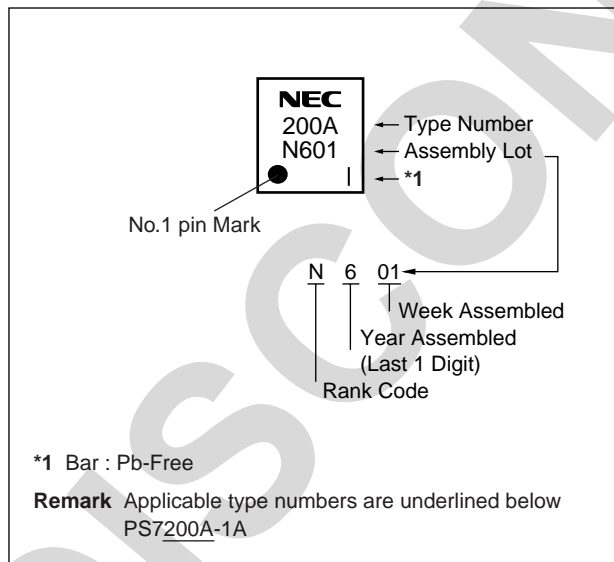 NEC
200A
N601
I
Type Number
Assembly Lot
*1
No.1 pin Mark
N 6 01
Week Assembled
Year Assembled
(Last 1 Digit)
Rank Code
*1 Bar : Pb-Free
Remark Applicable type numbers are underlined below
PS7200A-1A
DISCON